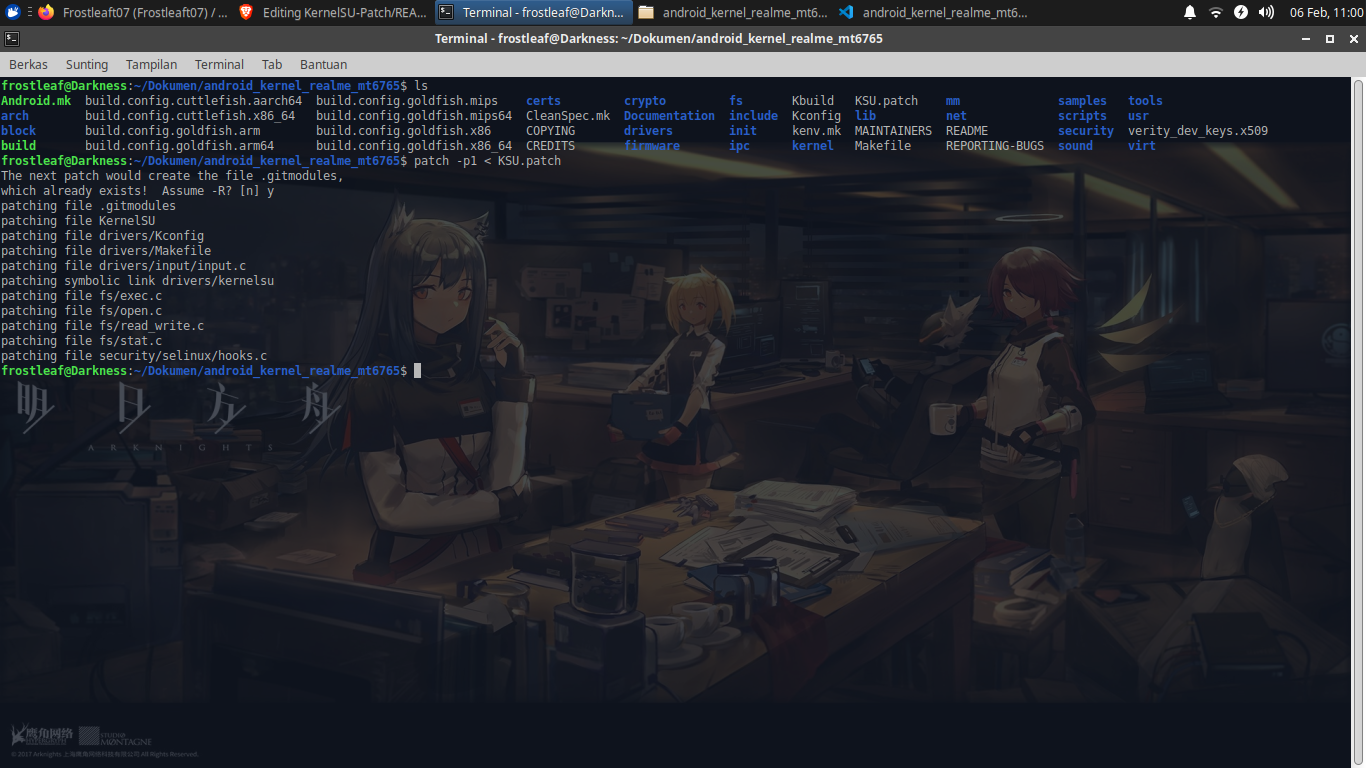 Frostleaft07 (Frostleaft07) / ...
Editing KernelSU-Patch/REA...
Terminal - frostleaf@Darkn...
android_kernel_realme_mt6...
android_kernel_realme_mt6...
06 Feb, 11:00
Terminal - frostleaf@Darkness: ~/Dokumen/android_kernel_realme_mt6765
Berkas Sunting Tampilan Terminal Tab Bantuan
frostleaf@Darkness:~/Dokumen/android_kernel_realme_mt6765$ ls
Android.mk build.config.cuttlefish.aarch64 build.config.goldfish.mips certs crypto fs Kbuild KSU.patch mm samples tools
arch build.config.cuttlefish.x86_64 build.config.goldfish.mips64 CleanSpec.mk Documentation include Kconfig lib net scripts usr
block build.config.goldfish.arm build.config.goldfish.x86 COPYING drivers init kenv.mk MAINTAINERS README security verity_dev_keys.x509
build build.config.goldfish.arm64 build.config.goldfish.x86_64 CREDITS firmware ipc kernel Makefile REPORTING-BUGS sound virt
frostleaf@Darkness:~/Dokumen/android_kernel_realme_mt6765$ patch -p1 < KSU.patch
The next patch would create the file .gitmodules,
which already exists!  Assume -R? [n] y
patching file .gitmodules
patching file KernelSU
patching file drivers/Kconfig
patching file drivers/Makefile
patching file drivers/input/input.c
patching symbolic link drivers/kernelsu
patching file fs/exec.c
patching file fs/open.c
patching file fs/read_write.c
patching file fs/stat.c
patching file security/selinux/hooks.c
frostleaf@Darkness:~/Dokumen/android_kernel_realme_mt6765$
明日方舟
ARKNIGHTS
鹰角网络
HYPERGRYPH
STUDIO
MONTAGNE
© 2017 Arknights 上海鹰角网络科技有限公司 All Rights Reserved.